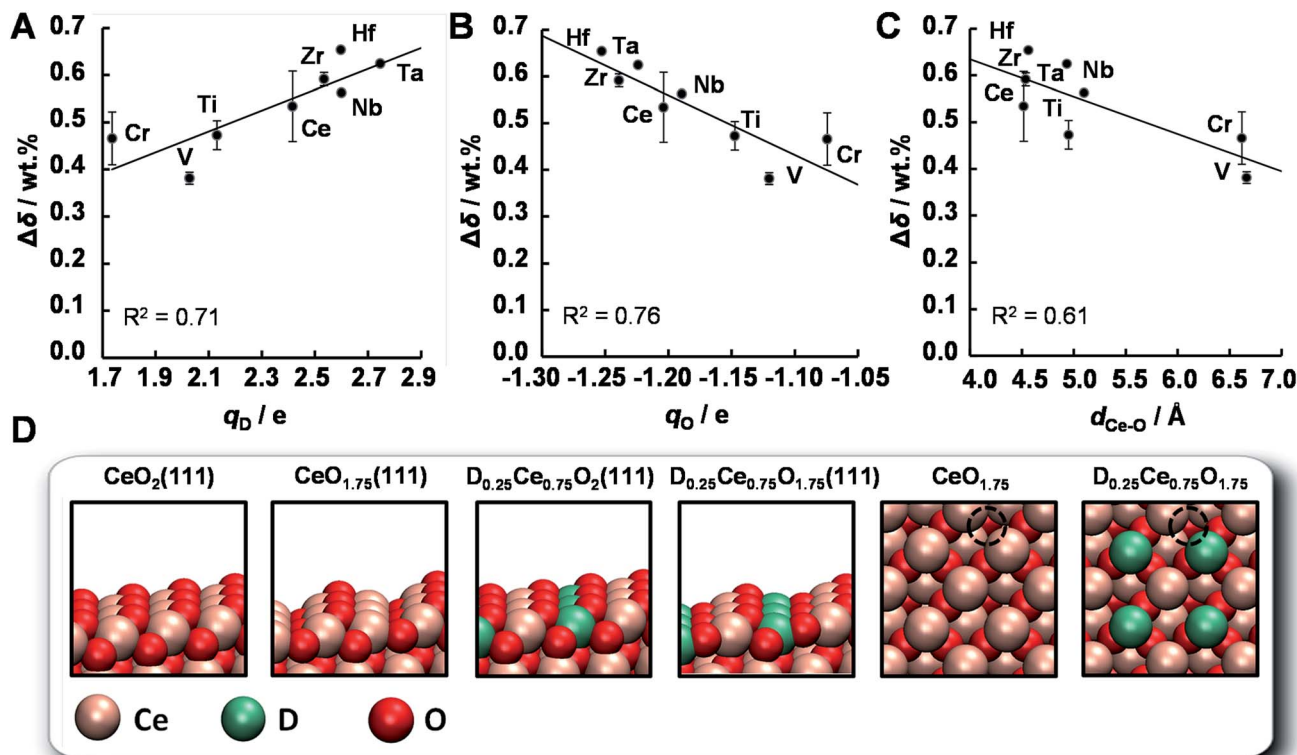 A
0.7
0.6
0.5
0.4
0.3
0.2
0.1
0.0
Δδ / wt.%
Cr
V
Ti
Ce
Zr
Hf
Nb
Ta
R² = 0.71
1.7 2.1 2.3 2.5 2.7 2.9
q_D / e
B
0.7
0.6
0.5
0.4
0.3
0.2
0.1
0.0
Δδ / wt.%
Hf
Ta
Zr
Nb
Ce
Ti
V
Cr
R² = 0.76
-1.30 -1.25 -1.20 -1.15 -1.10 -1.05
q_O / e
C
0.7
0.6
0.5
0.4
0.3
0.2
0.1
0.0
Δδ / wt.%
Hf
Zr
Ta
Nb
Ce
Ti
Cr
V
R² = 0.61
4.0 4.5 5.0 5.5 6.0 6.5 7.0
d_Ce-O / Å
D
CeO₂(111) CeO₁.₇₅(111) D₀.₂₅Ce₀.₇₅O₂(111) D₀.₂₅Ce₀.₇₅O₁.₇₅(111) CeO₁.₇₅ D₀.₂₅Ce₀.₇₅O₁.₇₅
Ce D O